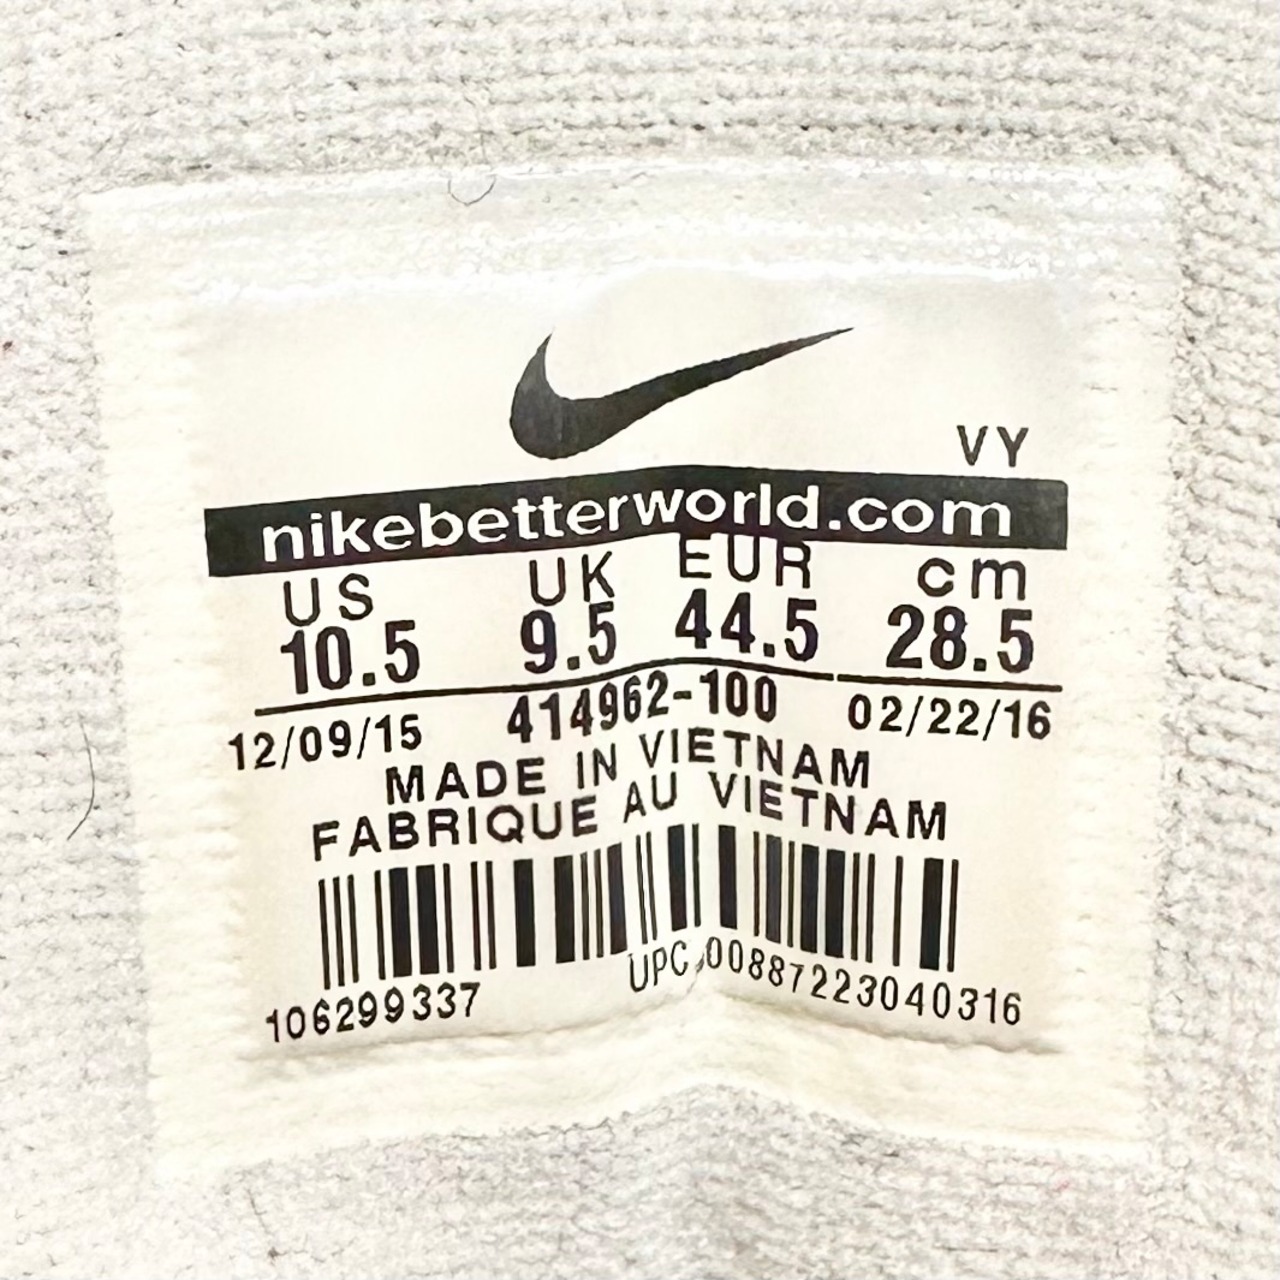 VY
nikebetterworld.com
US UK EUR cm
10.5 9.5 44.5 28.5
12/09/15 414962-100 02/22/16
MADE IN VIETNAM
FABRIQUE AU VIETNAM
106299337 UPC 00887223040316